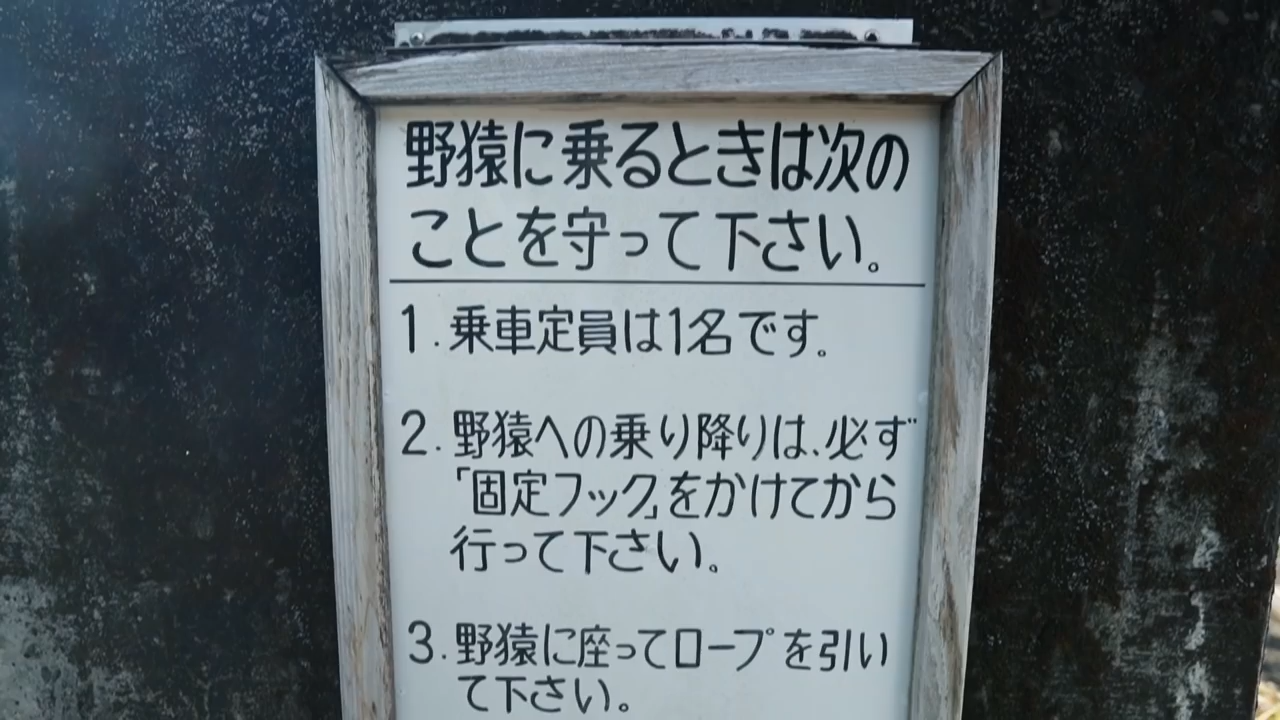 野猿に乗るときは次の
ことを守って下さい。
1.乗車定員は1名です。
2.野猿への乗り降りは、必ず
「固定フック」をかけてから
行って下さい。
3.野猿に座ってロープを引い
て下さい。